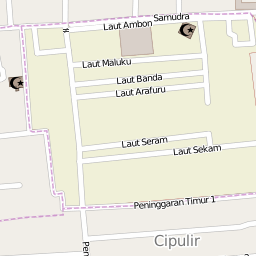 Samudra
Laut Ambon
Laut Maluku
Laut Banda
Laut Arafuru
Laut Seram
Laut Sekam
Peninggaran Timur 1
Cipulir